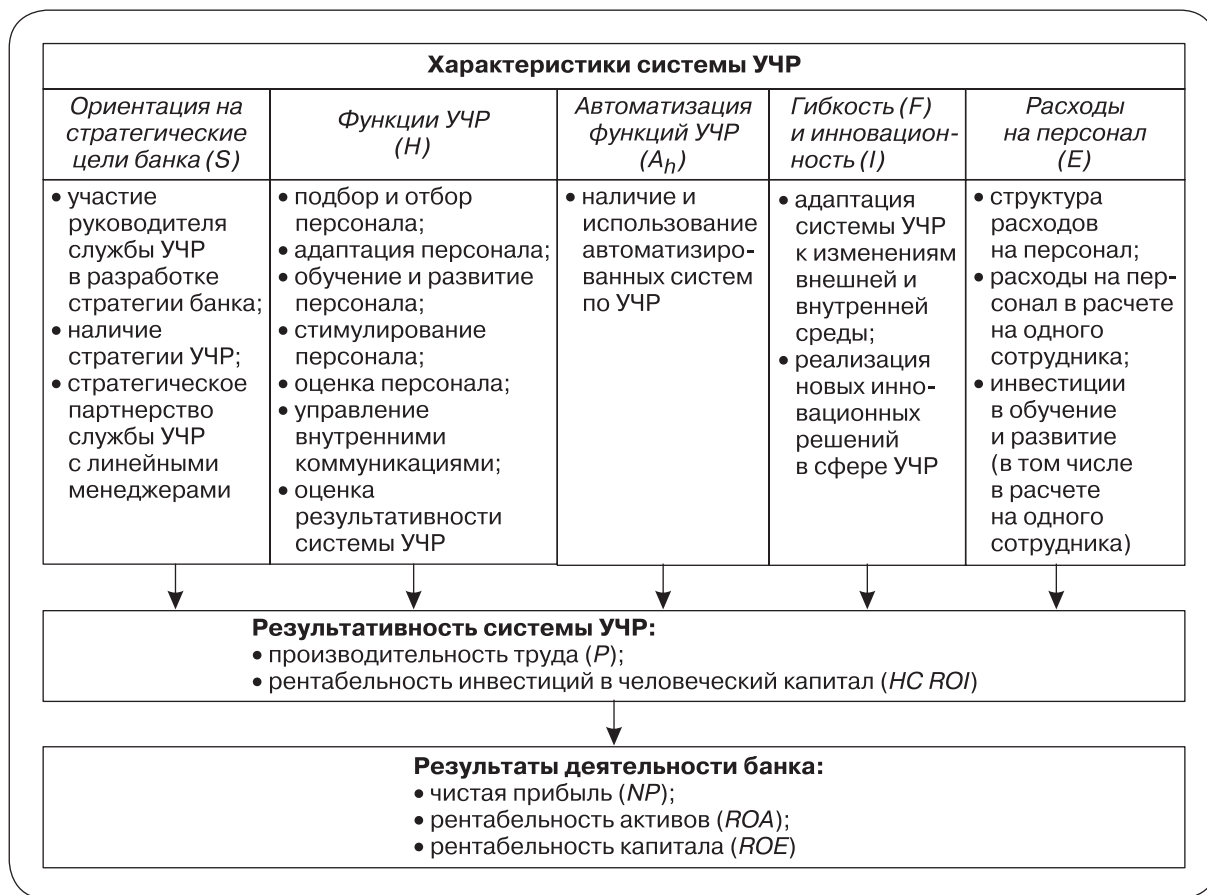 Характеристики системы УЧР
Ориентация на
стратегические
цели банка (S)
Функции УЧР
(H)
Автоматизация
функций УЧР
(Ah)
Гибкость (F)
и инновацион-
ность (I)
Расходы
на персонал
(E)
• участие
руководителя
службы УЧР
в разработке
стратегии банка;
• наличие
стратегии УЧР;
• стратегическое
партнерство
службы УЧР
с линейными
менеджерами
• подбор и отбор
персонала;
• адаптация персонала;
• обучение и развитие
персонала;
• стимулирование
персонала;
• оценка персонала;
• управление
внутренними
коммуникациями;
• оценка
результативности
системы УЧР
• наличие и
использование
автоматизиро-
ванных систем
по УЧР
• адаптация
системы УЧР
к изменениям
внешней и
внутренней
среды;
• реализация
новых инно-
вационных
решений
в сфере УЧР
• структура
расходов
на персонал;
• расходы на пер-
сонал в расчете
на одного
сотрудника;
• инвестиции
в обучение
и развитие
(в том числе
в расчете
на одного
сотрудника)
Результативность системы УЧР:
• производительность труда (P);
• рентабельность инвестиций в человеческий капитал (HC ROI)
Результаты деятельности банка:
• чистая прибыль (NP);
• рентабельность активов (ROA);
• рентабельность капитала (ROE)